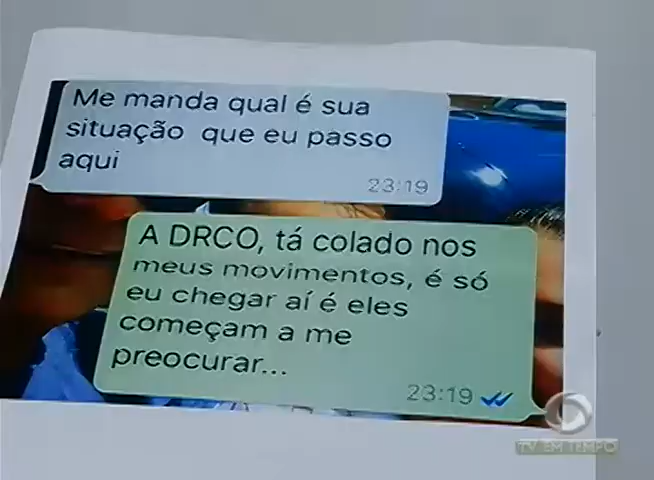 Me manda qual é sua
situação que eu passo
aqui
23:19
A DRCO, tá colado nos
meus movimentos, é só
eu chegar aí é eles
começam a me
preocurar...
23:19
TV EM TEMPO